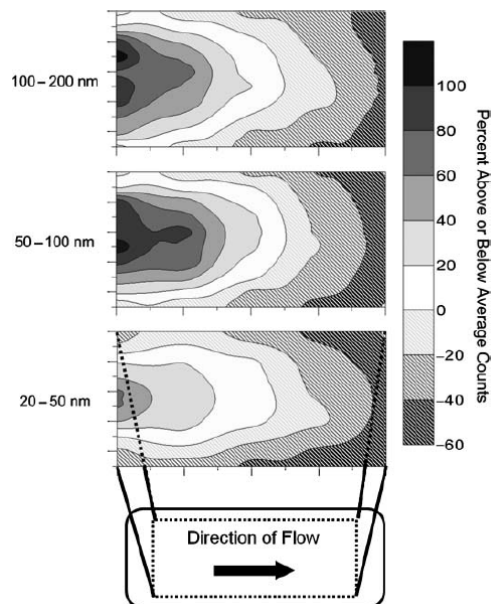 100–200 nm
50–100 nm
20–50 nm
100
80
60
40
20
0
–20
–40
–60
Percent Above or Below Average Counts
Direction of Flow